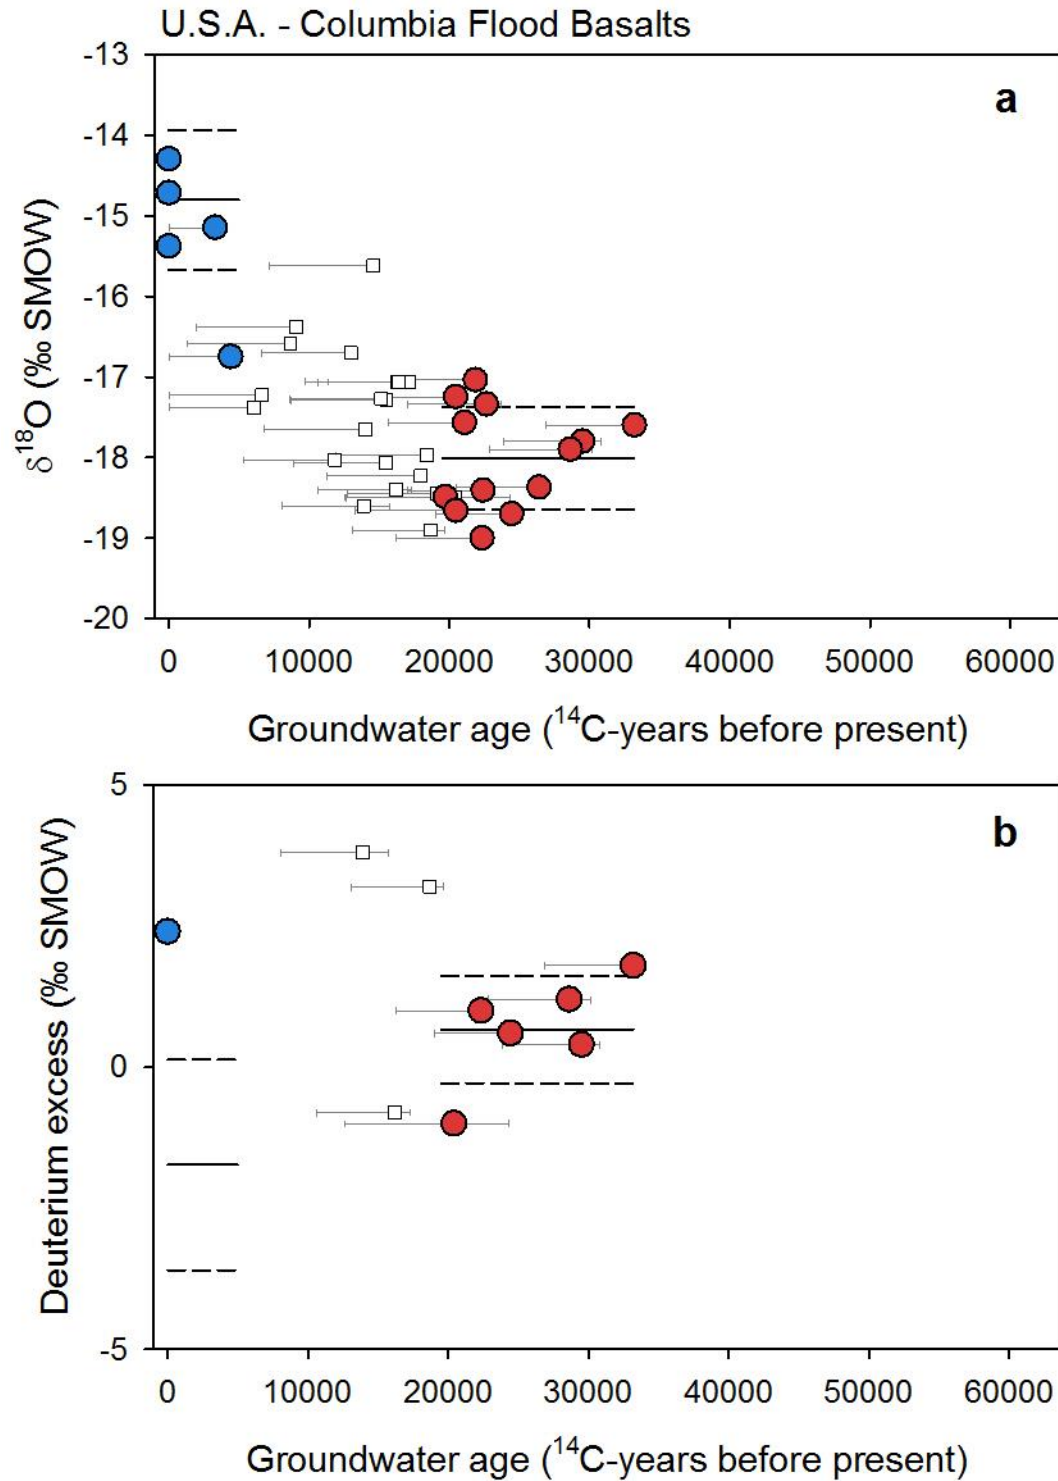 U.S.A. - Columbia Flood Basalts
a
-13
-14
-15
-16
-17
-18
-19
-20
δ¹⁸O (‰ SMOW)
0 10000 20000 30000 40000 50000 60000
Groundwater age (¹⁴C-years before present)
b
5
0
-5
Deuterium excess (‰ SMOW)
0 10000 20000 30000 40000 50000 60000
Groundwater age (¹⁴C-years before present)